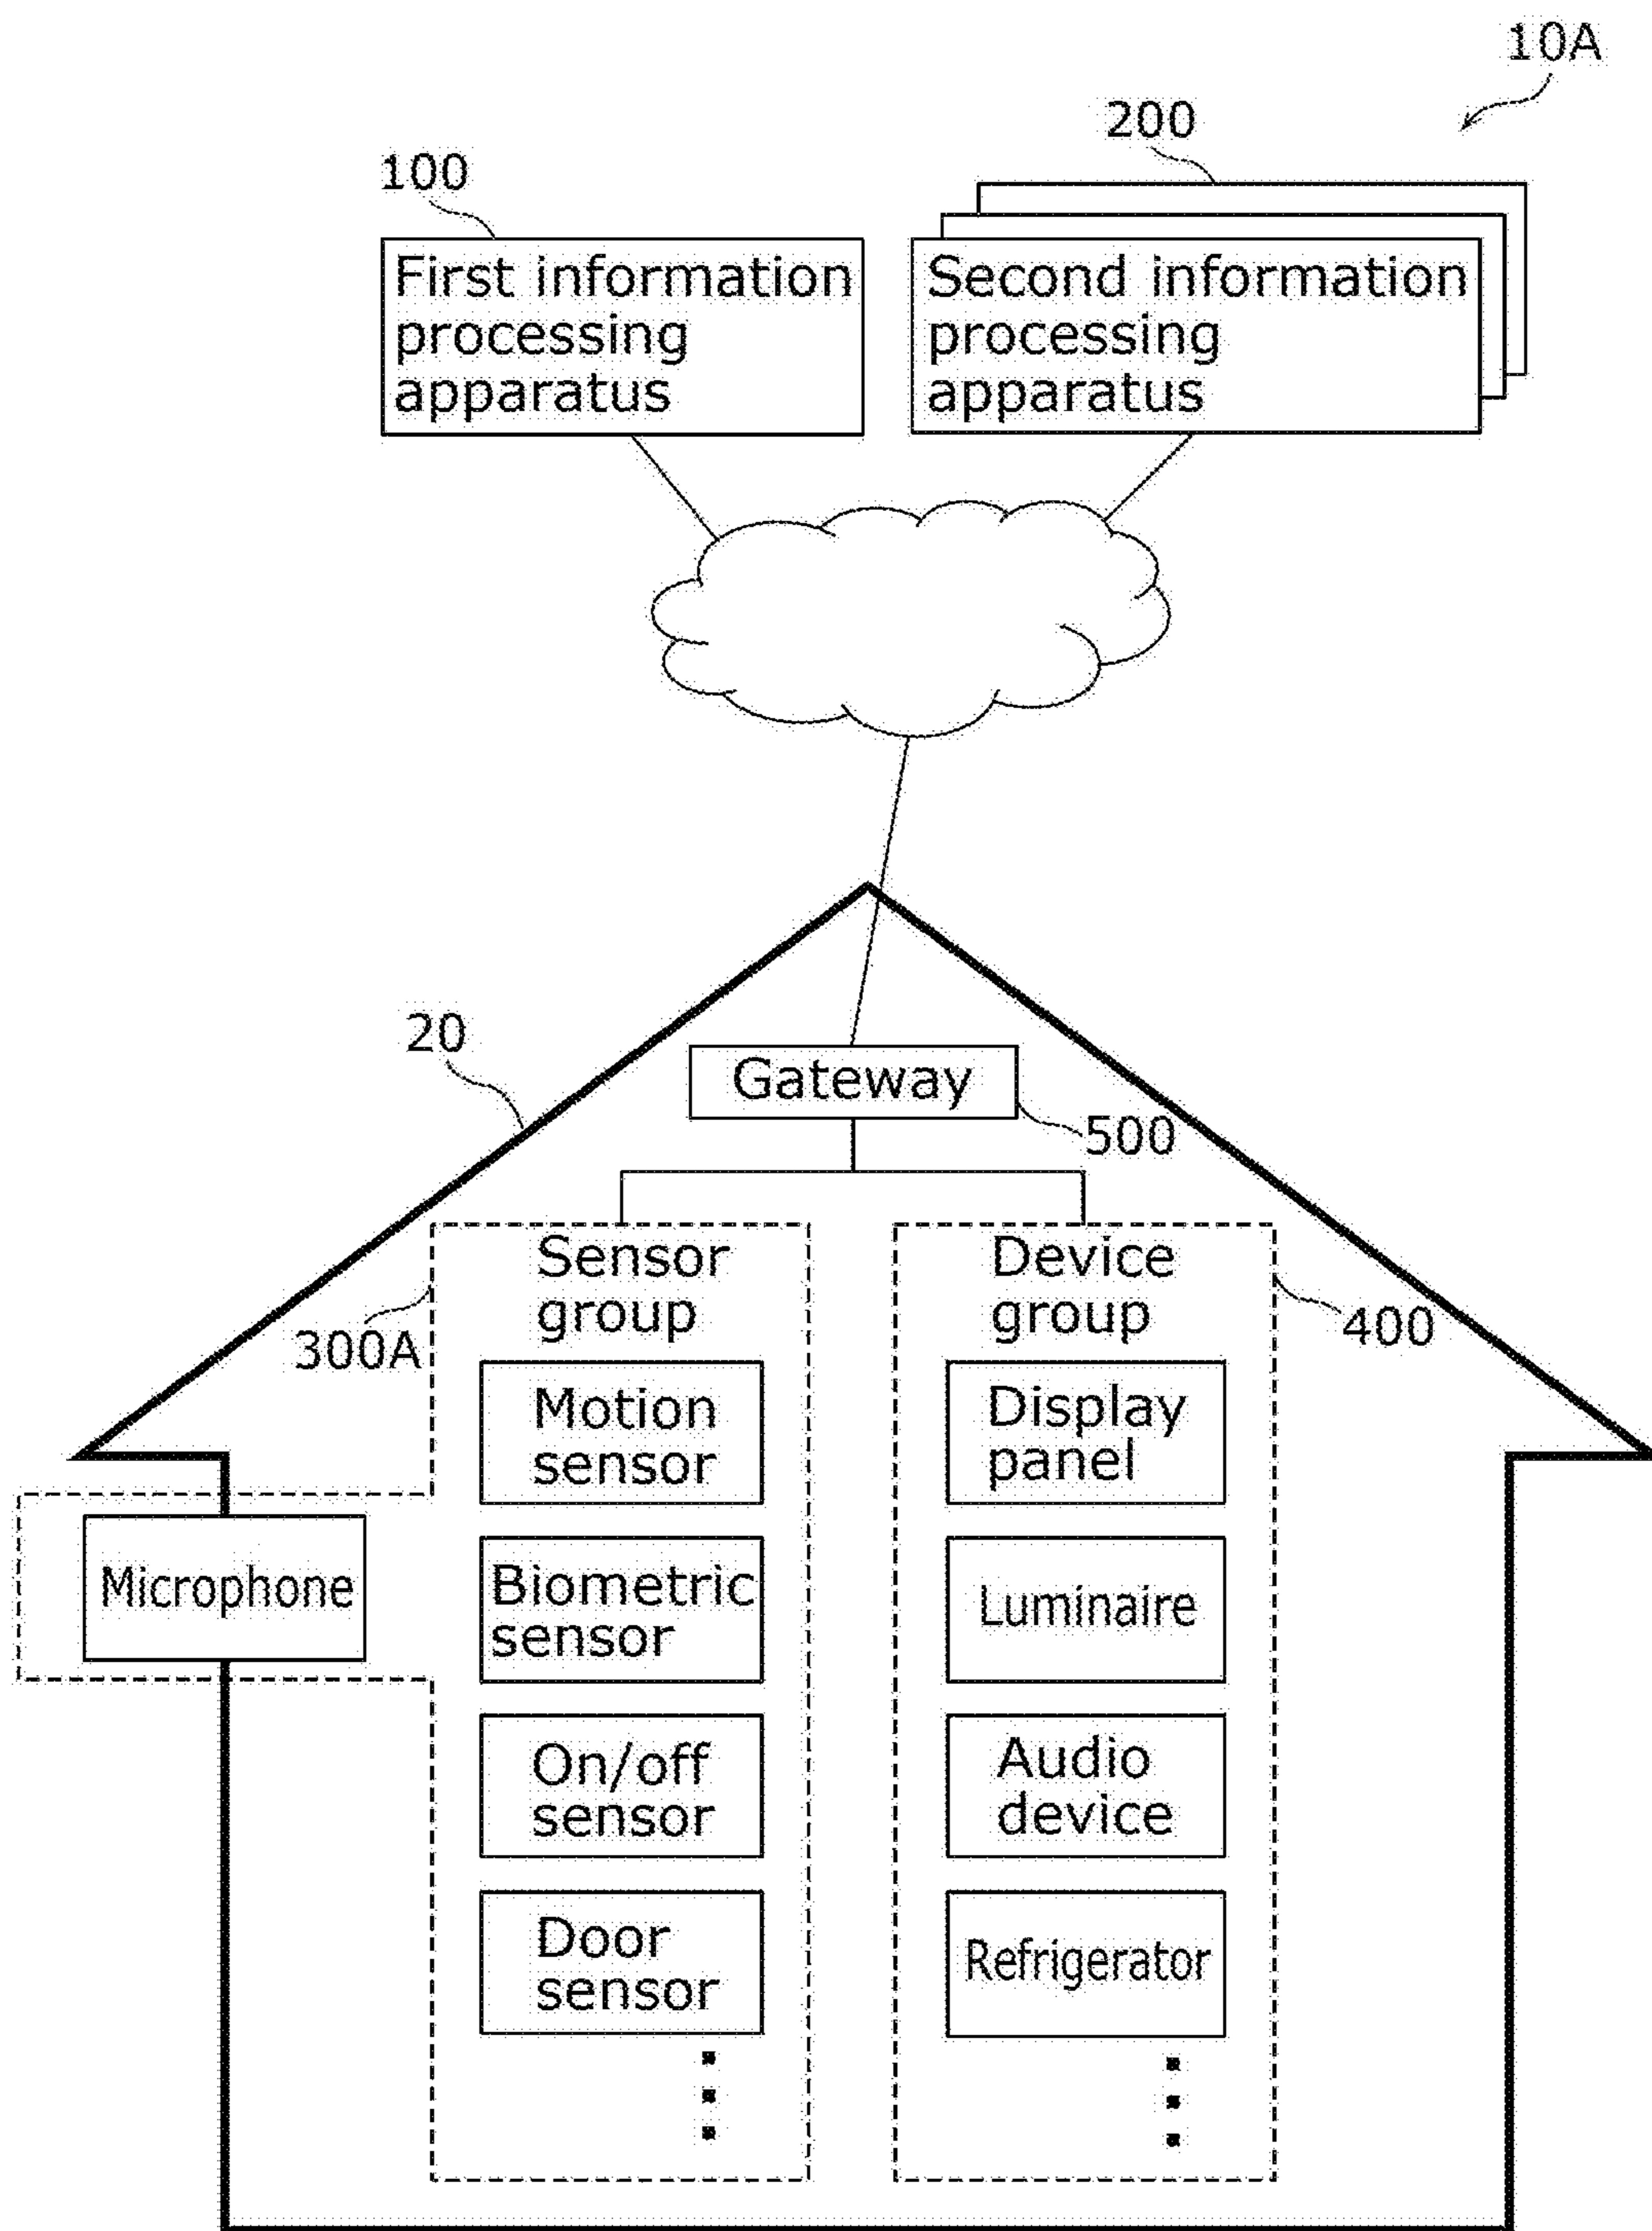 10A
200
100
First information
processing
apparatus
Second information
processing
apparatus
20
Gateway
500
Sensor
group
Device
group
300A
400
Motion
sensor
Display
panel
Microphone
Biometric
sensor
Luminaire
On/off
sensor
Audio
device
Door
sensor
Refrigerator